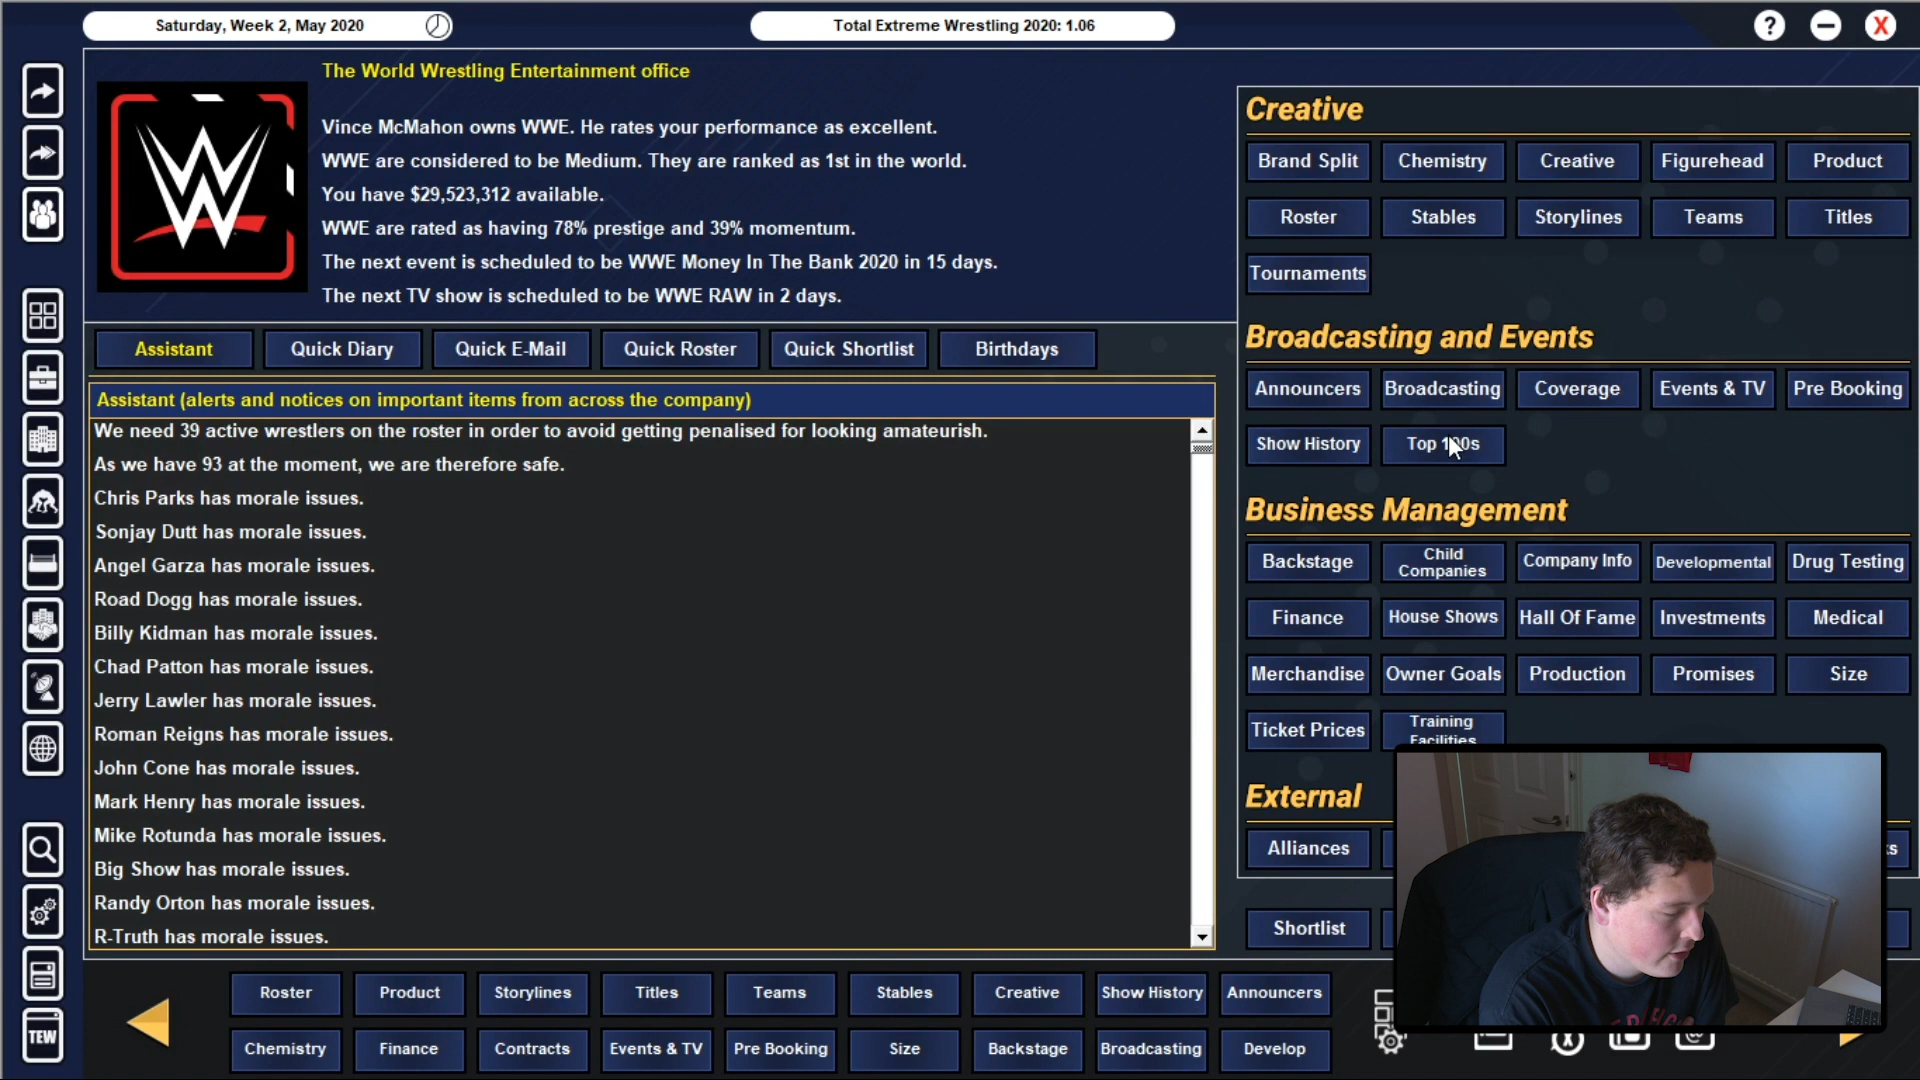 Saturday, Week 2, May 2020
Total Extreme Wrestling 2020: 1.06
?
X
The World Wrestling Entertainment office
Vince McMahon owns WWE. He rates your performance as excellent.
WWE are considered to be Medium. They are ranked as 1st in the world.
You have $29,523,312 available.
WWE are rated as having 78% prestige and 39% momentum.
The next event is scheduled to be WWE Money In The Bank 2020 in 15 days.
The next TV show is scheduled to be WWE RAW in 2 days.
Creative
Brand Split
Chemistry
Creative
Figurehead
Product
Roster
Stables
Storylines
Teams
Titles
Tournaments
Broadcasting and Events
Announcers
Broadcasting
Coverage
Events & TV
Pre Booking
Show History
Top 100s
Business Management
Backstage
Child
Companies
Company Info
Developmental
Drug Testing
Finance
House Shows
Hall Of Fame
Investments
Medical
Merchandise
Owner Goals
Production
Promises
Size
Ticket Prices
Training
Facilities
External
Alliances
Shortlist
Assistant
Quick Diary
Quick E-Mail
Quick Roster
Quick Shortlist
Birthdays
Assistant (alerts and notices on important items from across the company)
We need 39 active wrestlers on the roster in order to avoid getting penalised for looking amateurish.
As we have 93 at the moment, we are therefore safe.
Chris Parks has morale issues.
Sonjay Dutt has morale issues.
Angel Garza has morale issues.
Road Dogg has morale issues.
Billy Kidman has morale issues.
Chad Patton has morale issues.
Jerry Lawler has morale issues.
Roman Reigns has morale issues.
John Cone has morale issues.
Mark Henry has morale issues.
Mike Rotunda has morale issues.
Big Show has morale issues.
Randy Orton has morale issues.
R-Truth has morale issues.
TEW
Roster
Product
Storylines
Titles
Teams
Stables
Creative
Show History
Announcers
Chemistry
Finance
Contracts
Events & TV
Pre Booking
Size
Backstage
Broadcasting
Develop